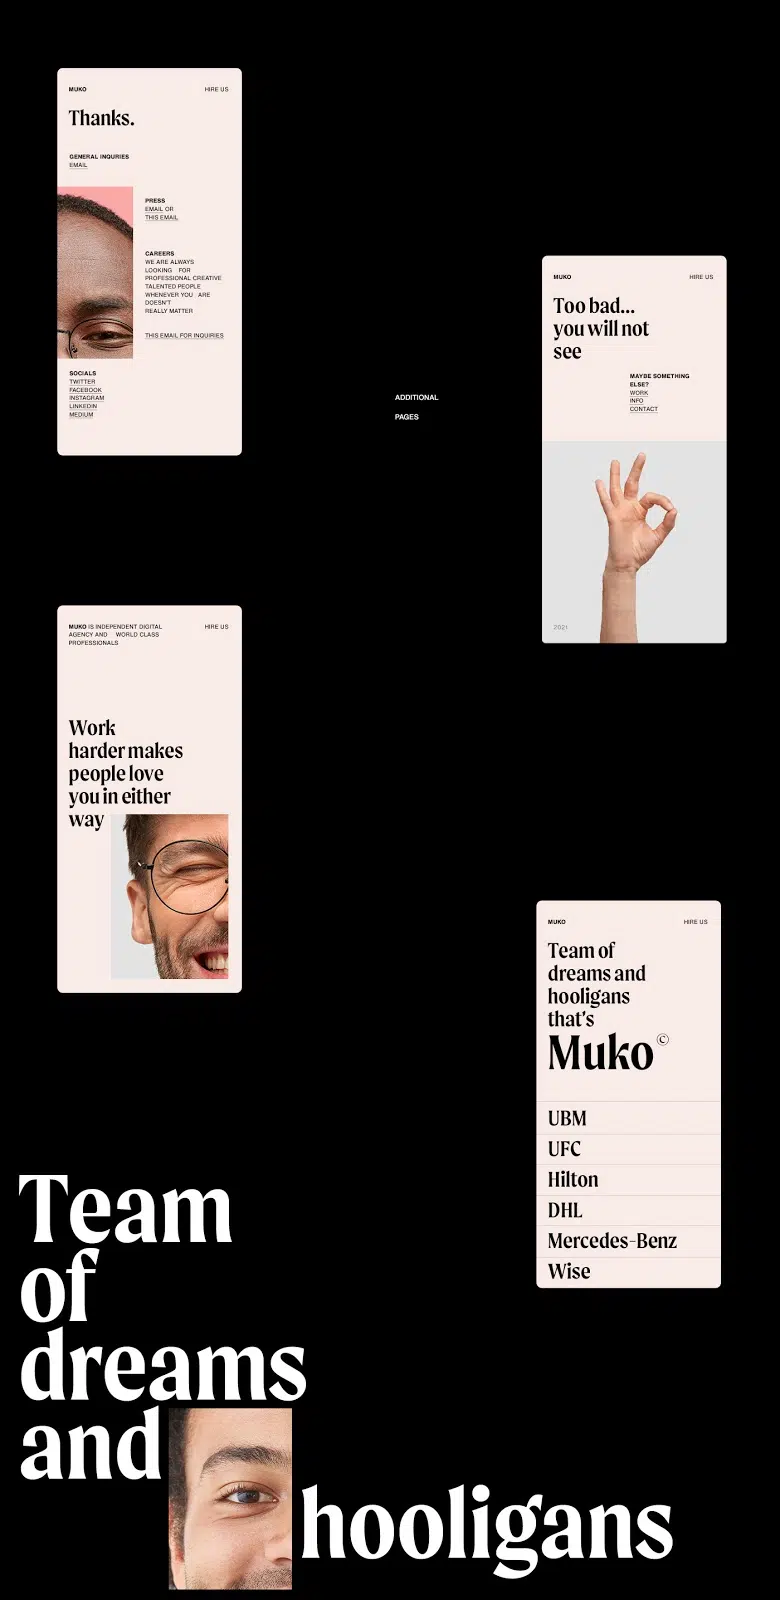 MUKO
HIRE US
Thanks.
GENERAL INQURIES
EMAIL
PRESS
EMAIL OR
THIS EMAIL
CAREERS
WE ARE ALWAYS
LOOKING FOR
PROFESSIONAL CREATIVE
TALENTED PEOPLE
WHENEVER YOU ARE
DOESN'T
REALLY MATTER
THIS EMAIL FOR INQUIRIES
SOCIALS
TWITTER
FACEBOOK
INSTAGRAM
LINKEDIN
MEDIUM
ADDITIONAL
PAGES
MUKO
HIRE US
Too bad...
you will not
see
MAYBE SOMETHING
ELSE?
WORK
INFO
CONTACT
2021
MUKO IS INDEPENDENT DIGITAL
AGENCY AND WORLD CLASS
PROFESSIONALS
HIRE US
Work
harder makes
people love
you in either
way
MUKO
HIRE US
Team of
dreams and
hooligans
that's
Muko©
UBM
UFC
Hilton
DHL
Mercedes-Benz
Wise
Team
of
dreams
and
hooligans